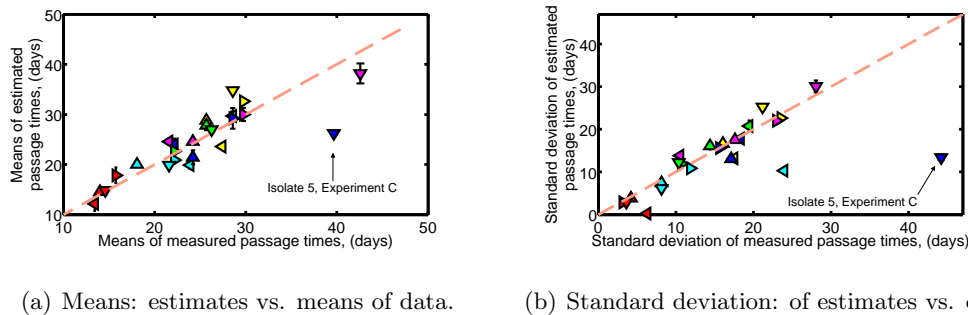 50
40
30
20
10
Means of estimated
passage times, (days)
Isolate 5, Experiment C
10 20 30 40 50
Means of measured passage times, (days)
(a) Means: estimates vs. means of data.
40
30
20
10
0
Standard deviation of estimated
passage times, (days)
Isolate 5, Experiment C
0 10 20 30 40
Standard deviation of measured passage times, (days)
(b) Standard deviation: of estimates vs.